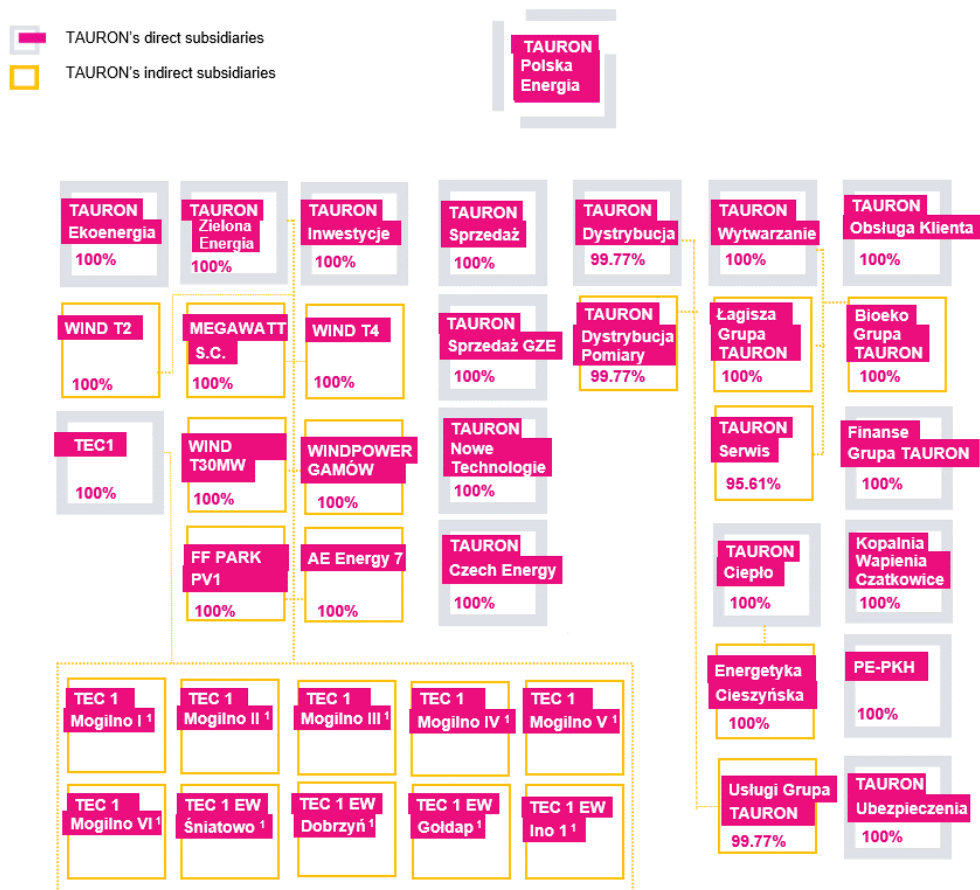 TAURON's direct subsidiaries
TAURON's indirect subsidiaries
TAURON
Polska
Energia
TAURON
Ekoenergia
100%
TAURON
Zielona
Energia
100%
TAURON
Inwestycje
100%
TAURON
Sprzedaż
100%
TAURON
Dystrybucja
99.77%
TAURON
Wytwarzanie
100%
TAURON
Obsługa Klienta
100%
WIND T2
100%
MEGAWATT
S.C.
100%
WIND T4
100%
TAURON
Sprzedaż GZE
100%
TAURON
Dystrybucja
Pomiary
99.77%
Łagisza
Grupa
TAURON
100%
Bioeko
Grupa
TAURON
100%
TEC1
100%
WIND
T30MW
100%
WINDPOWER
GAMÓW
100%
TAURON
Nowe
Technologie
100%
TAURON
Serwis
95.61%
Finanse
Grupa TAURON
100%
FF PARK
PV1
100%
AE Energy 7
100%
TAURON
Czech Energy
100%
TAURON
Ciepło
100%
Kopalnia
Wapienia
Czatkowice
100%
TEC 1
Mogilno I ¹
TEC 1
Mogilno II ¹
TEC 1
Mogilno III ¹
TEC 1
Mogilno IV ¹
TEC 1
Mogilno V ¹
Energetyka
Cieszyńska
100%
PE-PKH
100%
TEC 1
Mogilno VI ¹
TEC 1 EW
Śniatowo ¹
TEC 1 EW
Dobrzyń ¹
TEC 1 EW
Gołdap ¹
TEC 1 EW
Ino 1 ¹
Usługi Grupa
TAURON
99.77%
TAURON
Ubezpieczenia
100%